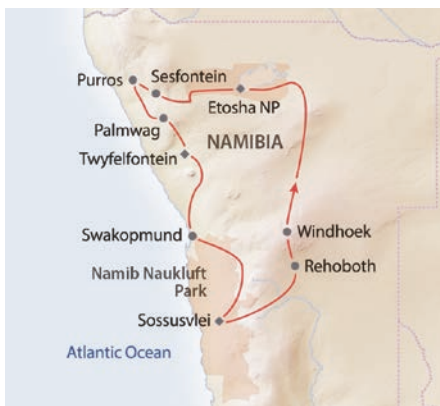 Purros
Sesfontein
Etosha NP
Palmwag
NAMIBIA
Twyfelfontein
Swakopmund
Windhoek
Namib Naukluft
Park
Rehoboth
Sossusvlei
Atlantic Ocean